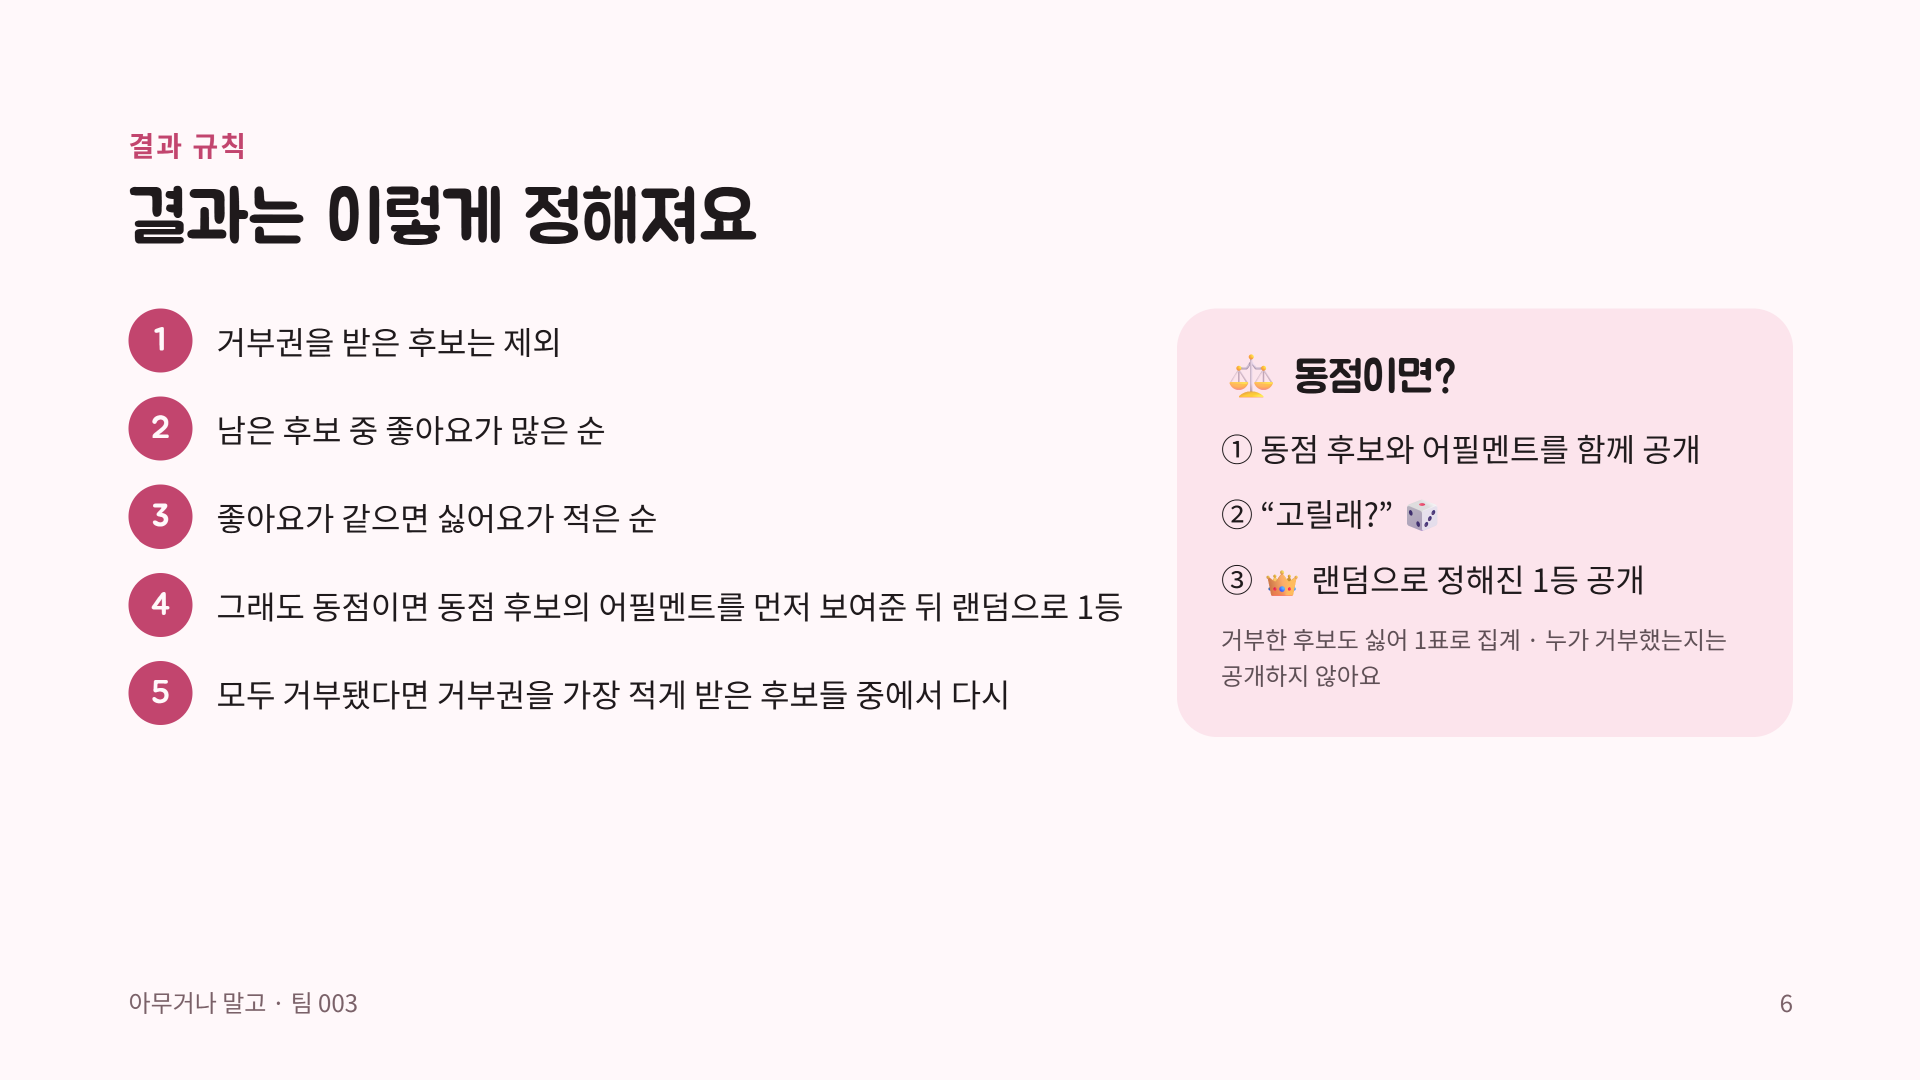 결과 규칙
결과는 이렇게 정해져요
1 거부권을 받은 후보는 제외
2 남은 후보 중 좋아요가 많은 순
3 좋아요가 같으면 싫어요가 적은 순
4 그래도 동점이면 동점 후보의 어필멘트를 먼저 보여준 뒤 랜덤으로 1등
5 모두 거부됐다면 거부권을 가장 적게 받은 후보들 중에서 다시
⚖️ 동점이면?
① 동점 후보와 어필멘트를 함께 공개
② “고릴래?” 🎲
③ 👑 랜덤으로 정해진 1등 공개
거부한 후보도 싫어 1표로 집계 · 누가 거부했는지는
공개하지 않아요
아무거나 말고 · 팀 003
6